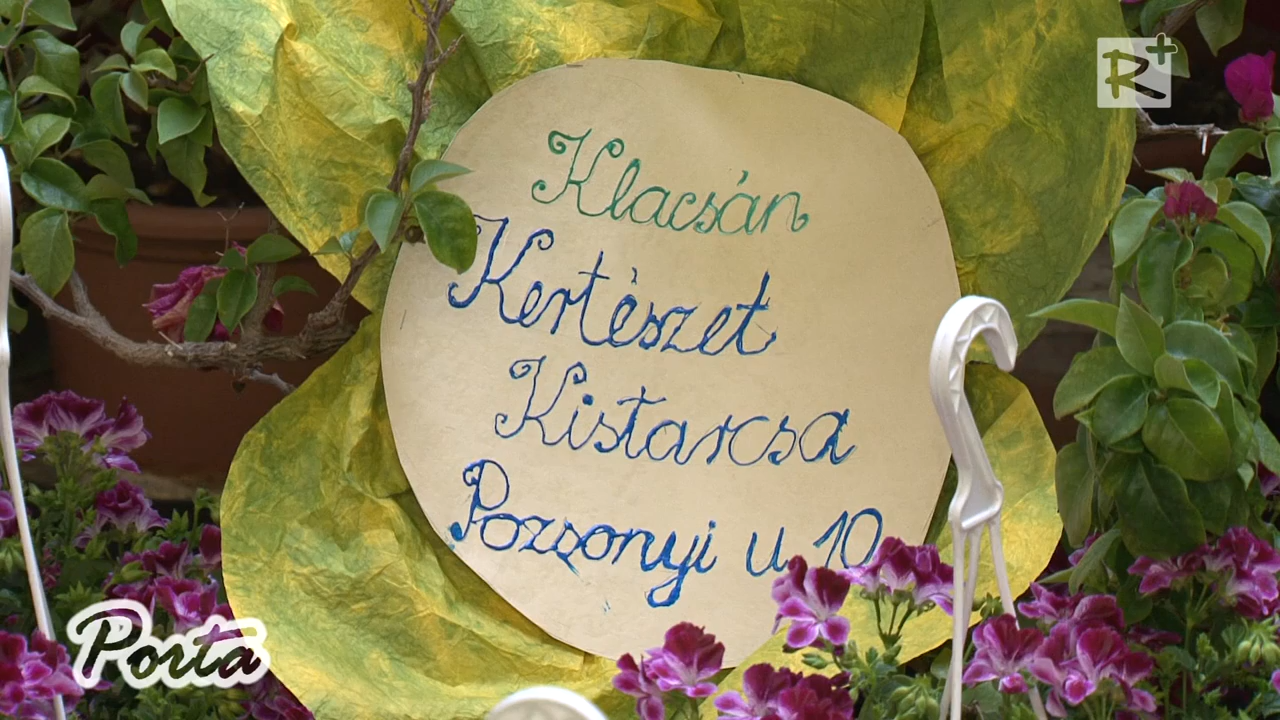 R+
Klacsán
Kertészet
Kistarcsa
Pozsonyi u 10
Porta